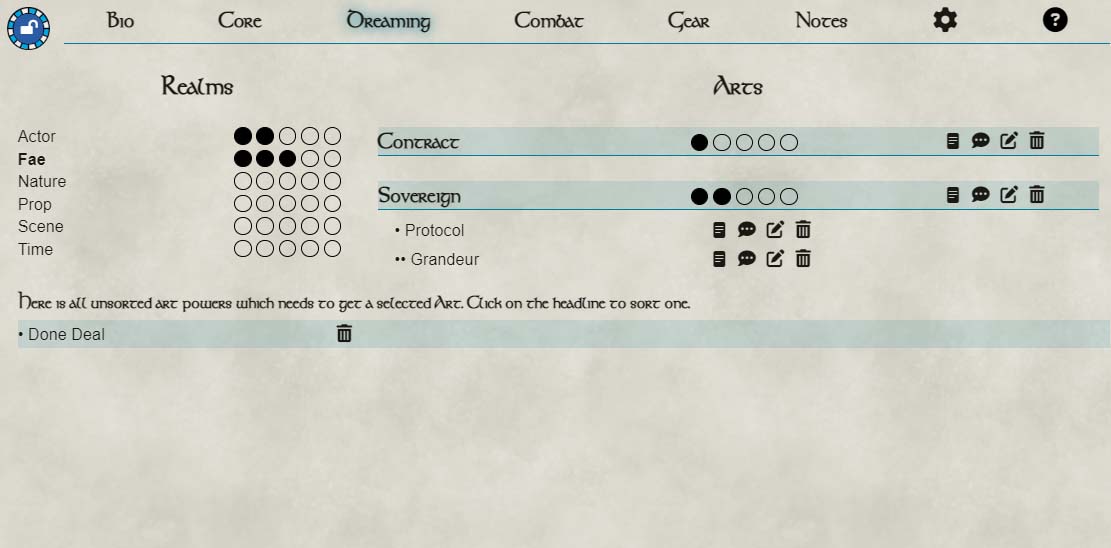 Bio Core Dreaming Combat Gear Notes
Realms
Actor
Fae
Nature
Prop
Scene
Time
Arts
Contract
Sovereign
• Protocol
•• Grandeur
Here is all unsorted art powers which needs to get a selected Art. Click on the headline to sort one.
• Done Deal